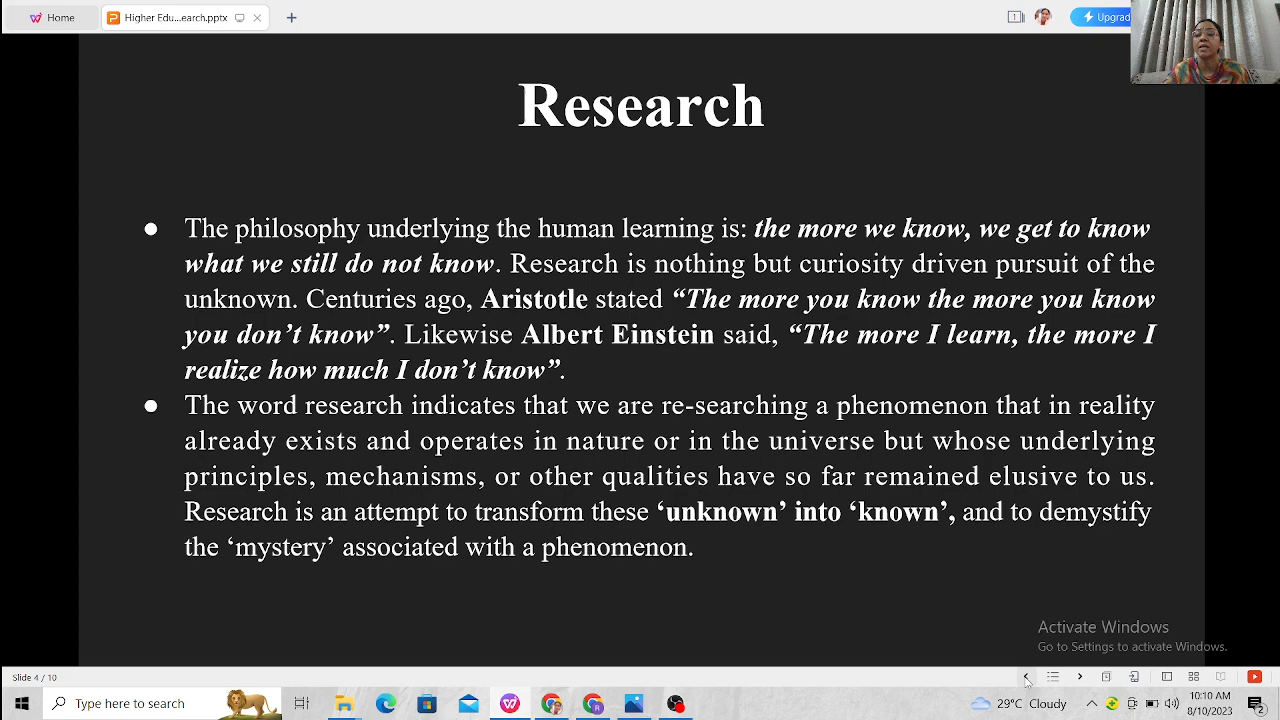 Home
Higher Edu...earch.pptx
1
Upgrad
Research
● The philosophy underlying the human learning is: the more we know, we get to know
what we still do not know. Research is nothing but curiosity driven pursuit of the
unknown. Centuries ago, Aristotle stated “The more you know the more you know
you don’t know”. Likewise Albert Einstein said, “The more I learn, the more I
realize how much I don’t know”.
● The word research indicates that we are re-searching a phenomenon that in reality
already exists and operates in nature or in the universe but whose underlying
principles, mechanisms, or other qualities have so far remained elusive to us.
Research is an attempt to transform these ‘unknown’ into ‘known’, and to demystify
the ‘mystery’ associated with a phenomenon.
Activate Windows
Go to Settings to activate Windows.
Slide 4 / 10
Type here to search
29°C Cloudy
10:10 AM
8/10/2023
2